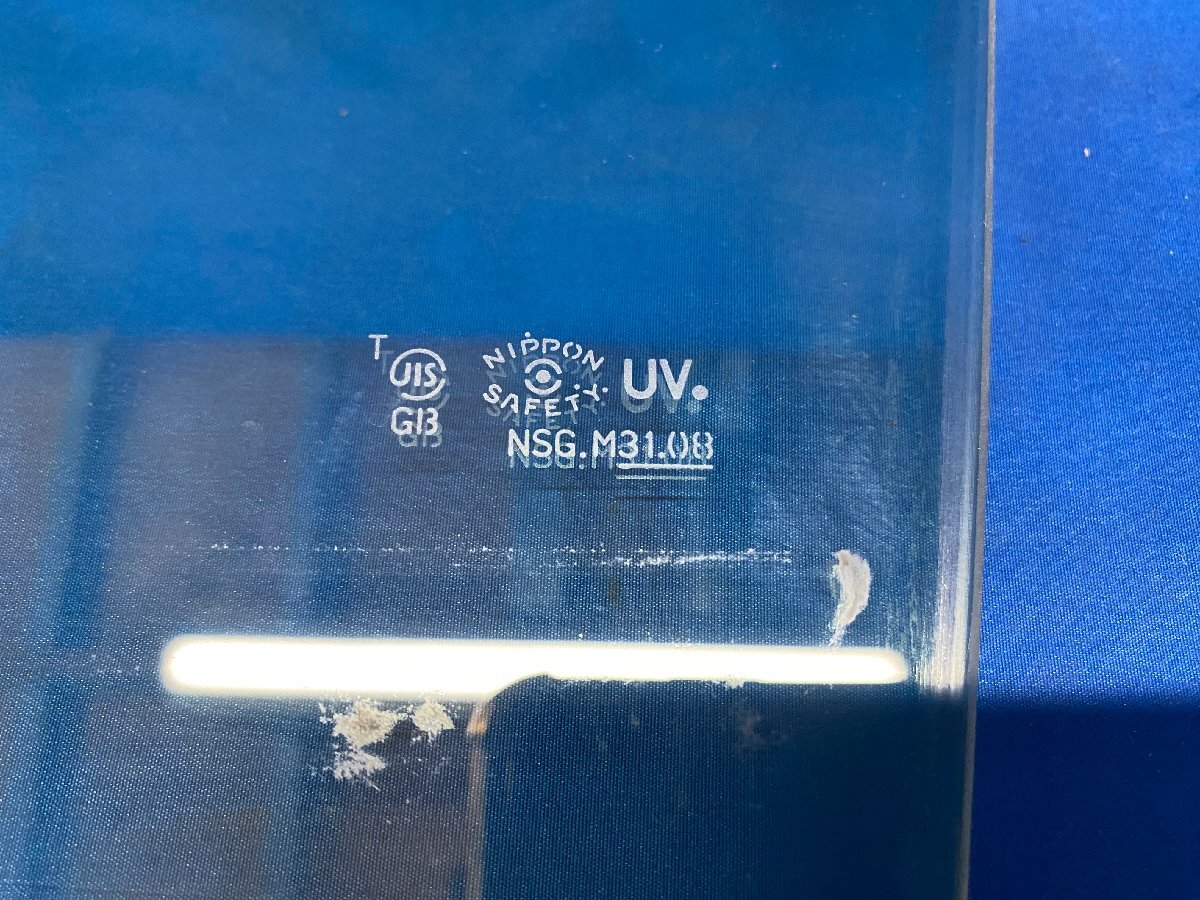 T
JIS
G13
NIPPON
SAFETY.
UV.
NSG.M31.08